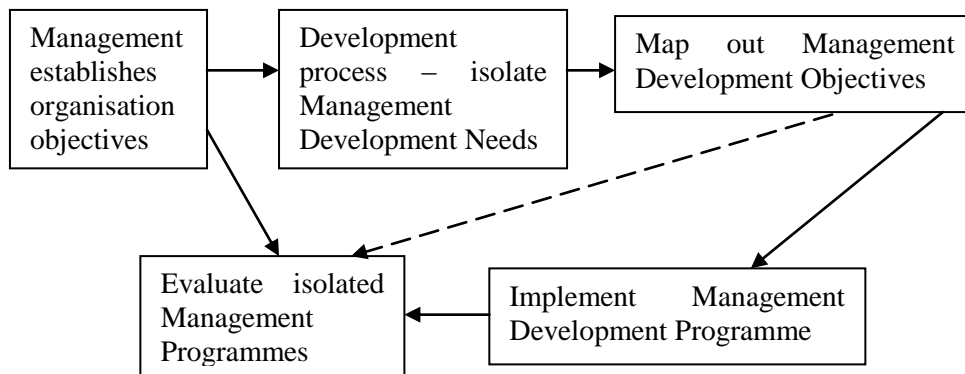 Management
establishes
organisation
objectives
Development
process – isolate
Management
Development Needs
Map out Management
Development Objectives
Evaluate isolated
Management
Programmes
Implement Management
Development Programme